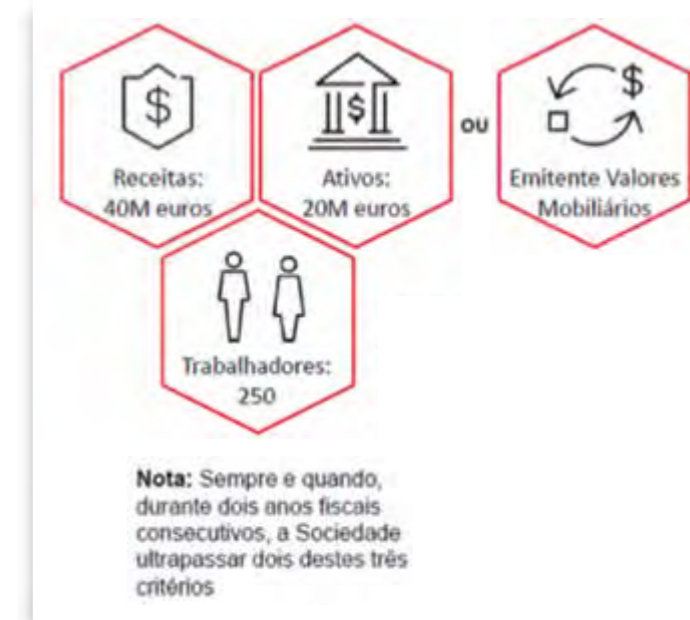 $
Receitas:
40M euros
$
Ativos:
20M euros
ou
$
Emitente Valores
Mobiliários
Trabalhadores:
250
Nota: Sempre e quando,
durante dois anos fiscais
consecutivos, a Sociedade
ultrapassar dois destes três
critérios